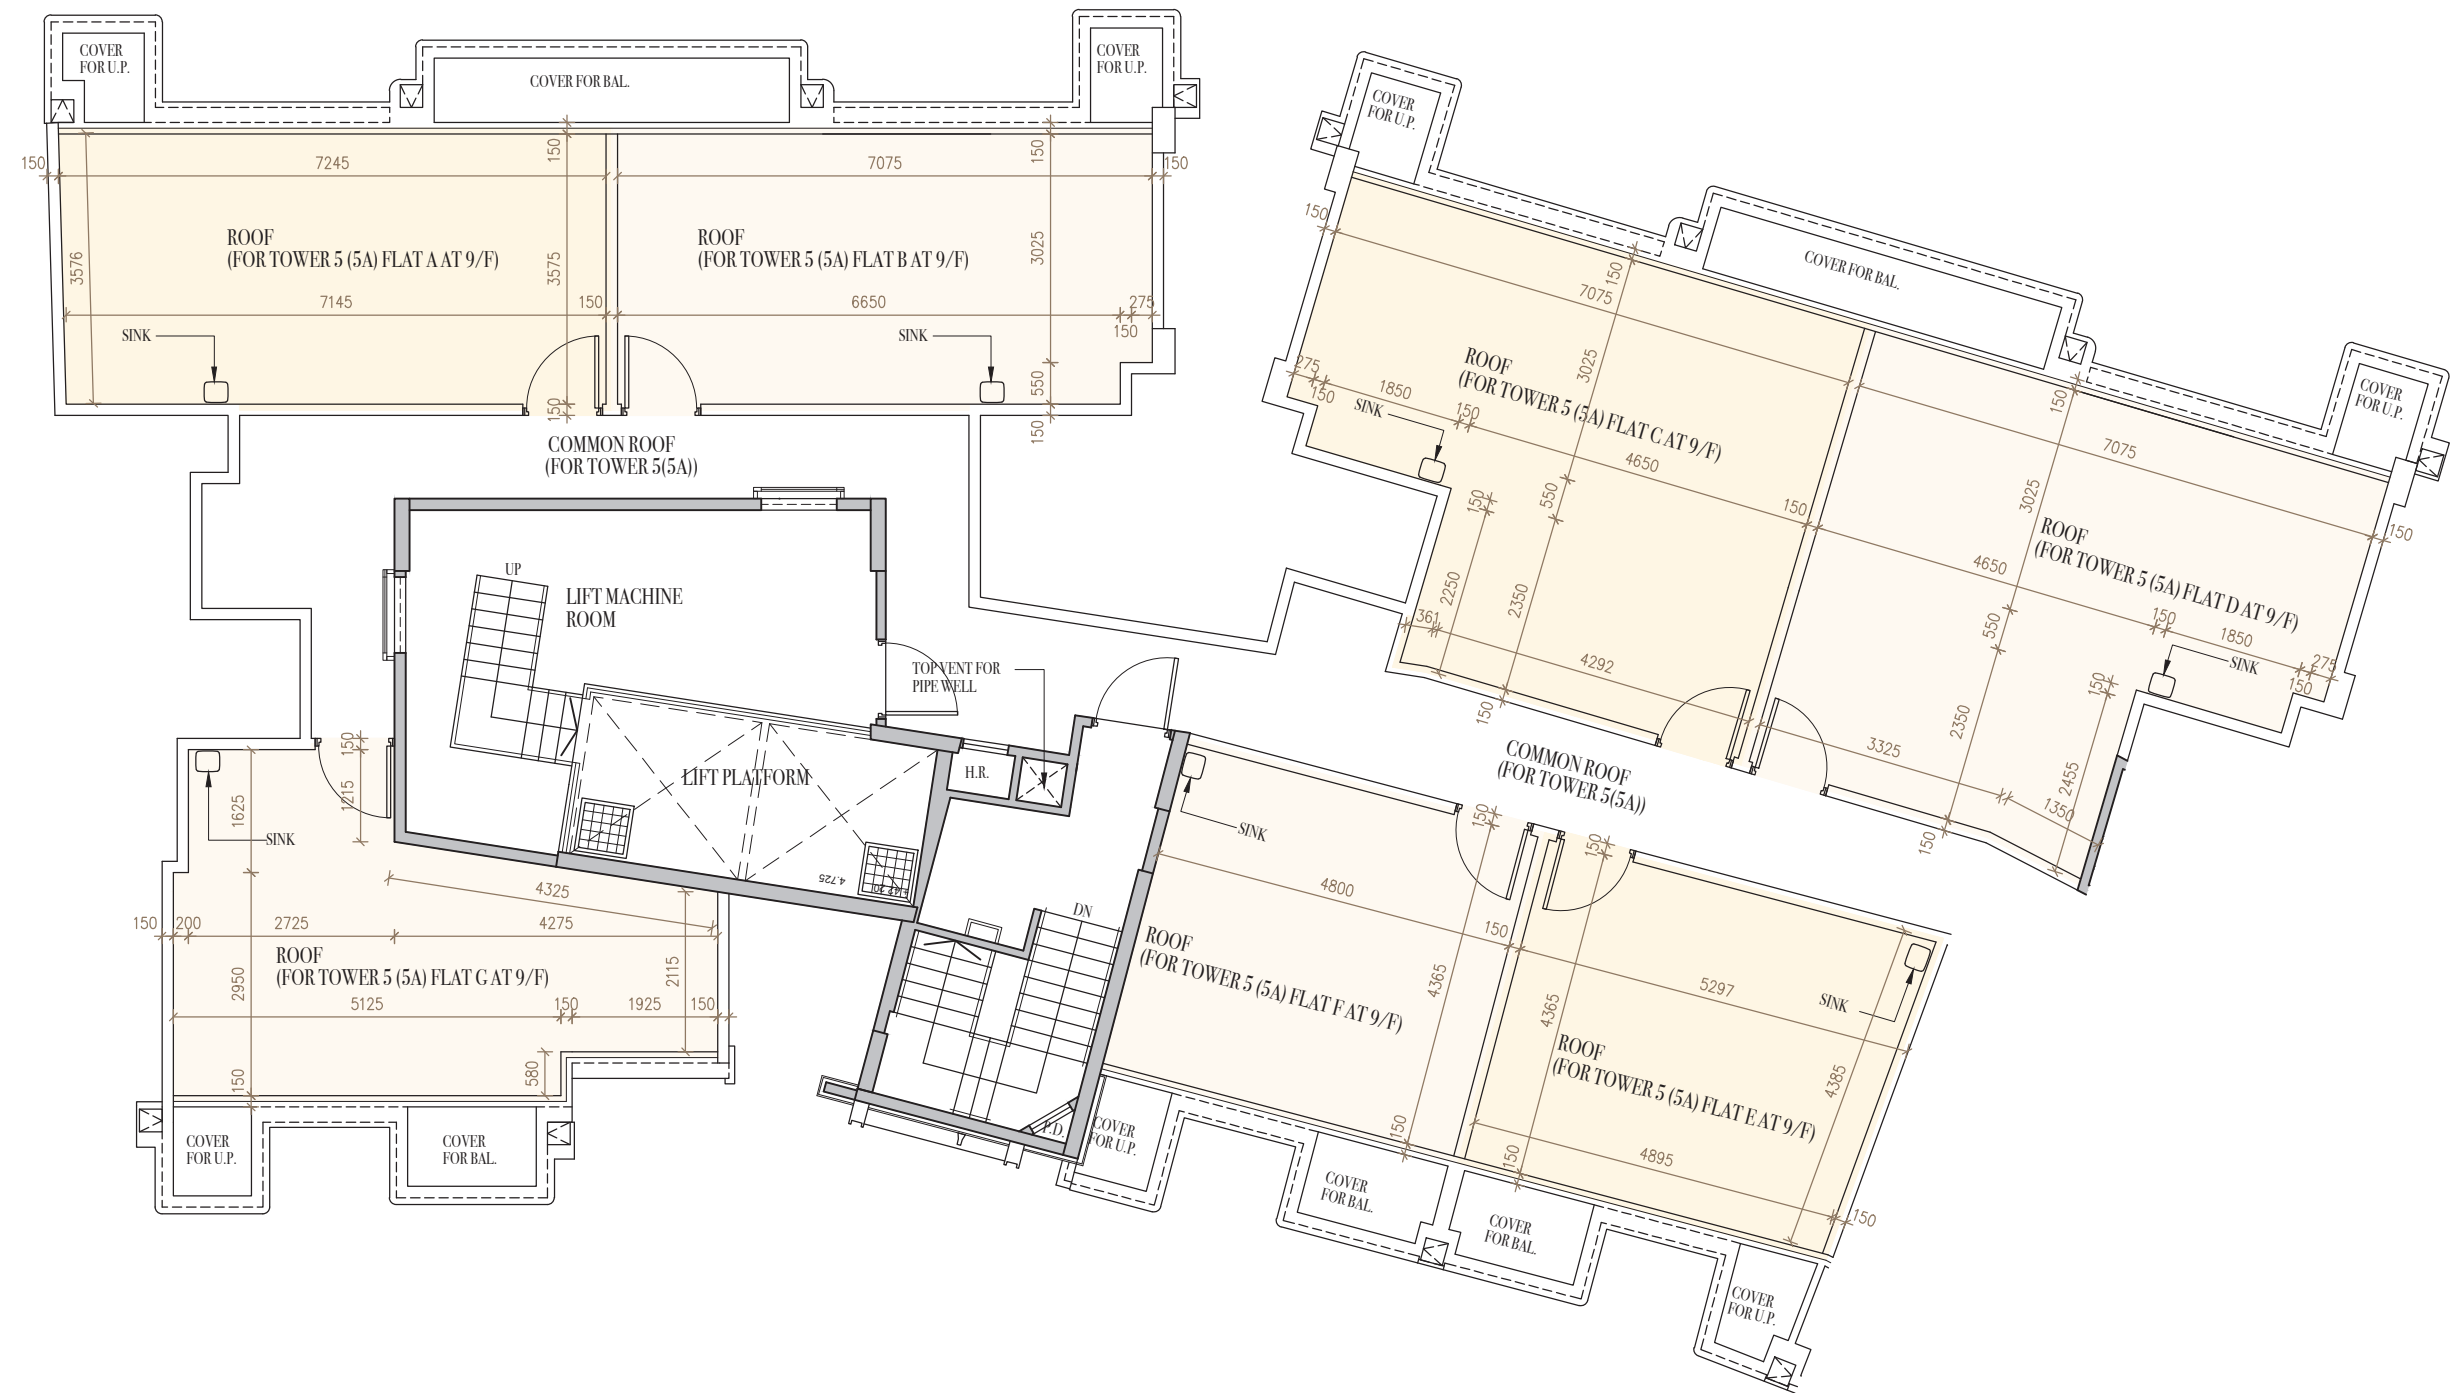 COVER
FOR U.P.
COVER FOR BAL.
COVER
FOR U.P.
150
7245
150
7075
150
150
ROOF
(FOR TOWER 5 (5A) FLAT A AT 9/F)
ROOF
(FOR TOWER 5 (5A) FLAT B AT 9/F)
3576
3575
3025
7145
150
6650
275
150
SINK
SINK
150
550
150
COMMON ROOF
(FOR TOWER 5(5A))
COVER
FOR U.P.
COVER FOR BAL.
COVER
FOR U.P.
150
150
7075
150
7075
150
3025
ROOF
(FOR TOWER 5 (5A) FLAT C AT 9/F)
275
150
1850
150
SINK
4650
150
550
150
2250
2350
361
4292
150
3025
ROOF
(FOR TOWER 5 (5A) FLAT D AT 9/F)
4650
150
1850
275
150
SINK
550
150
2350
3325
2455
1350
150
UP
LIFT MACHINE
ROOM
TOP VENT FOR
PIPE WELL
LIFT PLATFORM
H.R.
4.725
DN
P.D.
150
1215
1625
SINK
4325
150
200
2725
4275
ROOF
(FOR TOWER 5 (5A) FLAT G AT 9/F)
2950
2115
5125
150
1925
150
580
150
COVER
FOR U.P.
COVER
FOR BAL.
COMMON ROOF
(FOR TOWER 5(5A))
SINK
150
150
4800
150
ROOF
(FOR TOWER 5 (5A) FLAT F AT 9/F)
4365
4365
5297
SINK
ROOF
(FOR TOWER 5 (5A) FLAT E AT 9/F)
4385
150
150
4895
150
COVER
FOR U.P.
COVER
FOR BAL.
COVER
FOR BAL.
COVER
FOR U.P.